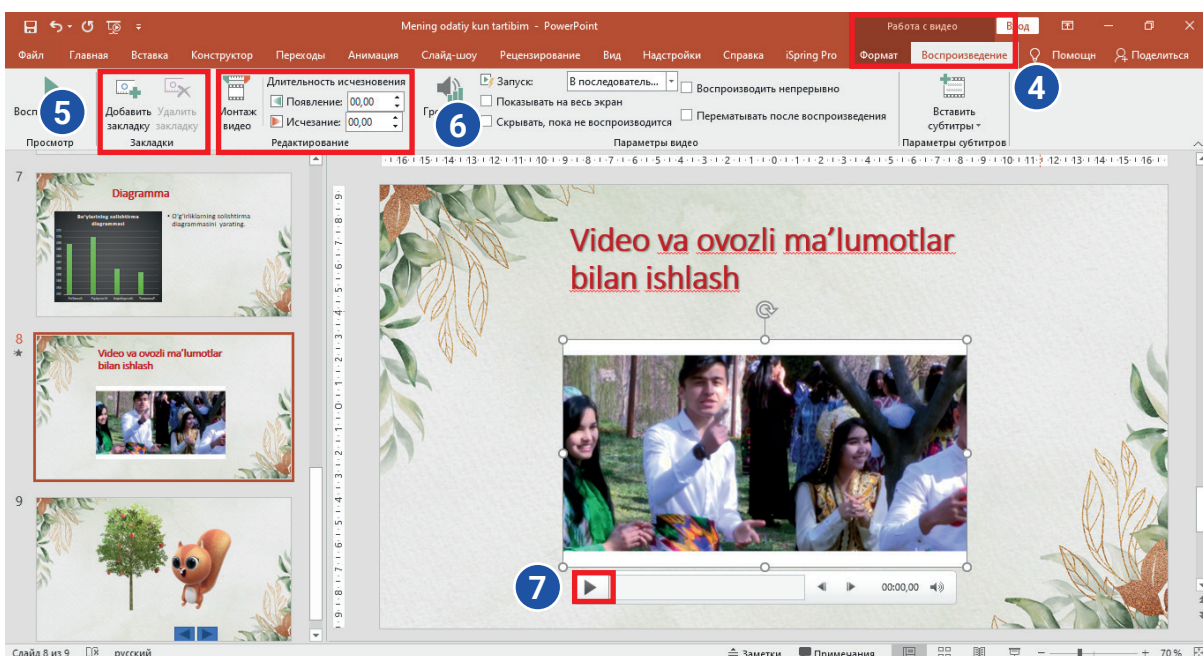 Mening odatiy kun tartibim - PowerPoint
Работа с видео
Файл Главная Вставка Конструктор Переходы Анимация Слайд-шоу Рецензирование Вид Надстройки Справка iSpring Pro Формат Воспроизведение Помощн Поделиться
4
5
6
Добавить закладку
Удалить закладку
Закладки
Монтаж видео
Длительность исчезновения
Появление: 00,00
Исчезание: 00,00
Редактирование
Просмотр
Запуск: В последователь...
Показывать на весь экран
Скрывать, пока не воспроизводится
Воспроизводить непрерывно
Перематывать после воспроизведения
Параметры видео
Вставить субтитры
Параметры субтитров
7
Diagramma
Bo'ylarning solishtirma
diagrammasi
• O'g'irliklarning solishtirma
diagrammasini yarating.
8
Video va ovozli ma'lumotlar
bilan ishlash
9
Video va ovozli ma'lumotlar
bilan ishlash
7
00:00,00
Слайд 8 из 9 русский Заметки Примечания 70 %